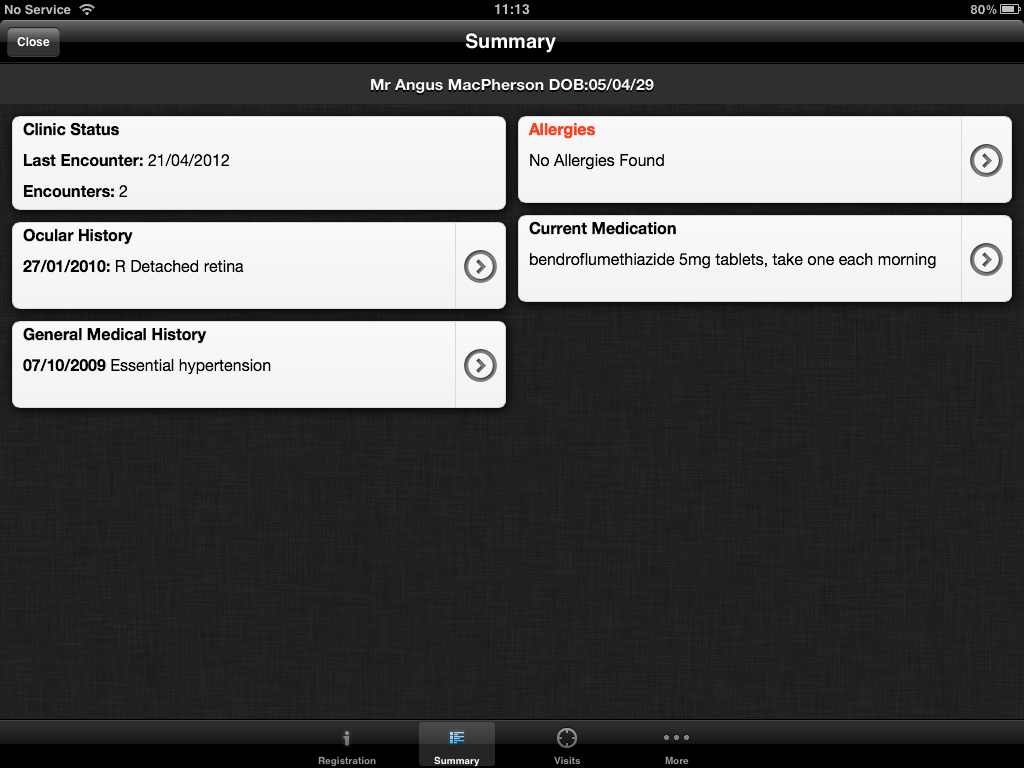 No Service
11:13
80%
Close
Summary
Mr Angus MacPherson DOB:05/04/29
Clinic Status
Last Encounter: 21/04/2012
Encounters: 2
Ocular History
27/01/2010: R Detached retina
General Medical History
07/10/2009 Essential hypertension
Allergies
No Allergies Found
Current Medication
bendroflumethiazide 5mg tablets, take one each morning
Registration
Summary
Visits
More